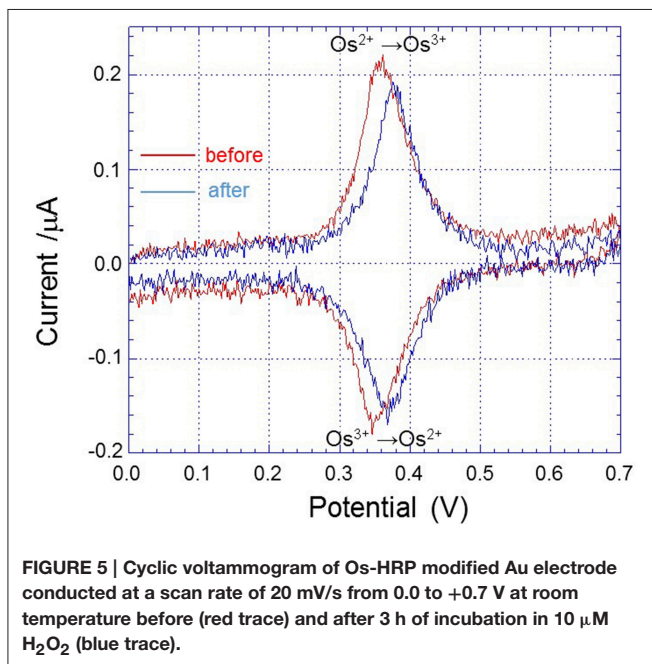 Os²⁺ →Os³⁺
0.2
before
after
0.1
0.0
-0.1
-0.2
Current /μA
Os³⁺ →Os²⁺
0.0 0.1 0.2 0.3 0.4 0.5 0.6 0.7
Potential (V)
FIGURE 5 | Cyclic voltammogram of Os-HRP modified Au electrode
conducted at a scan rate of 20 mV/s from 0.0 to +0.7 V at room
temperature before (red trace) and after 3 h of incubation in 10 μM
H₂O₂ (blue trace).